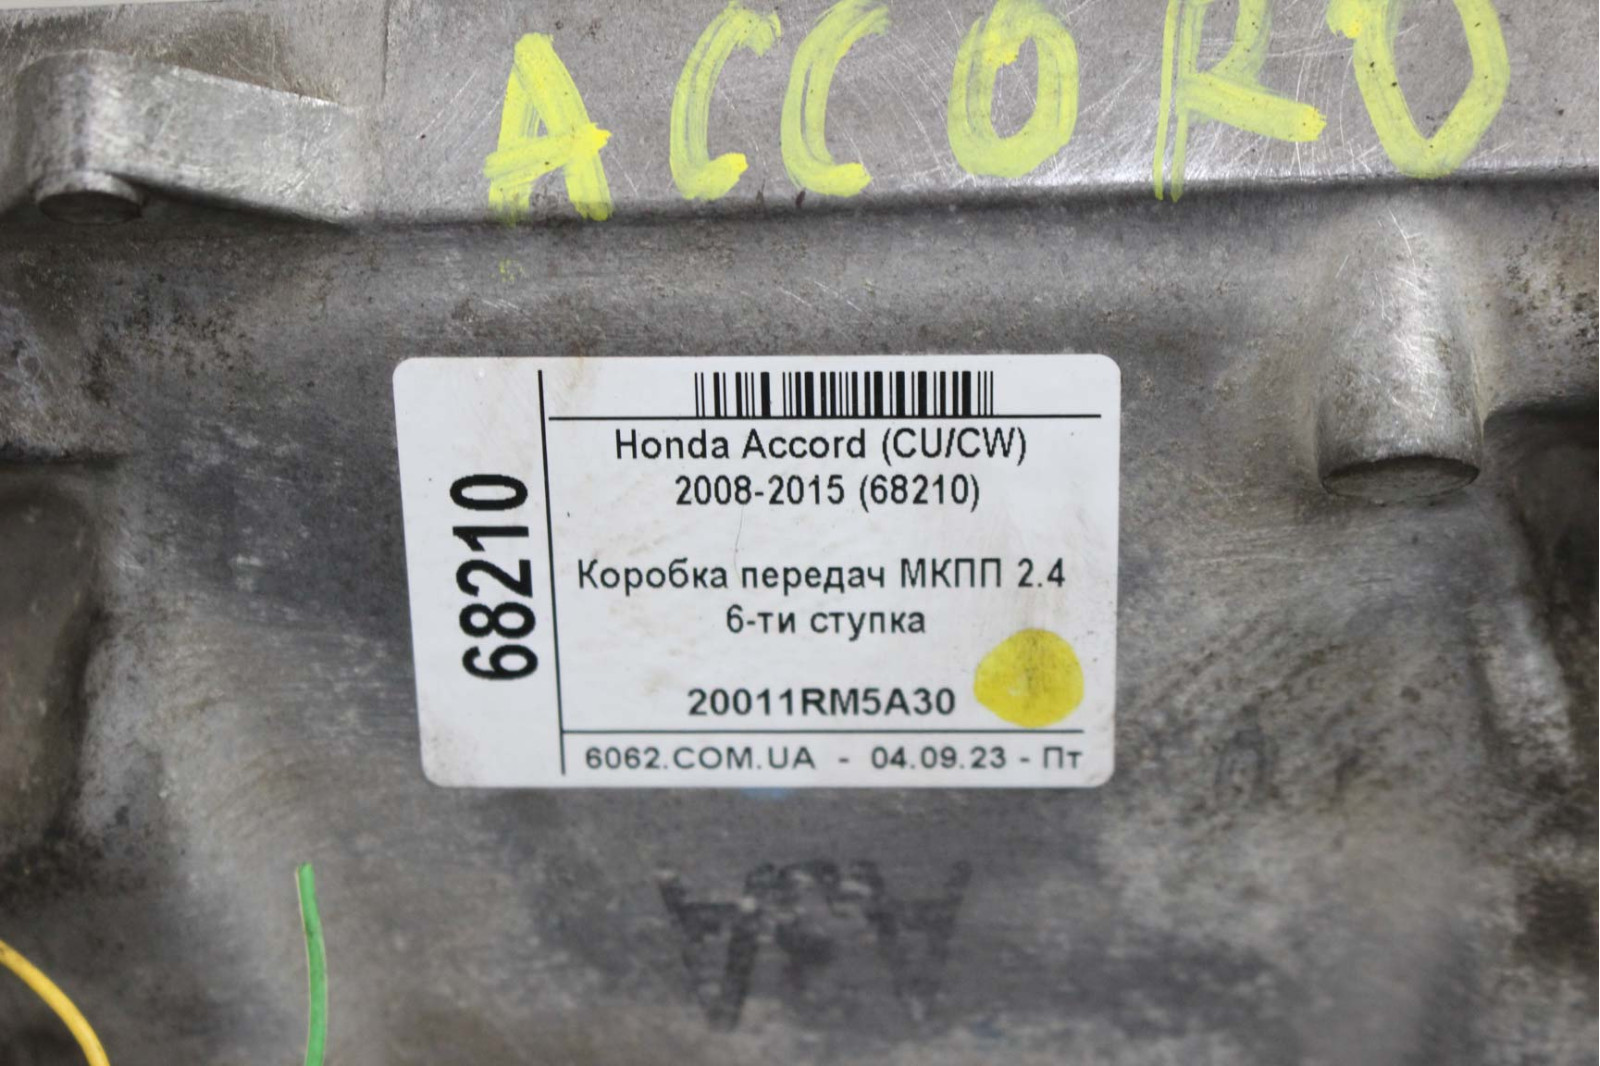 ACCORD
68210
Honda Accord (CU/CW)
2008-2015 (68210)
Коробка передач МКПП 2.4
6-ти ступка
20011RM5A30
6062.COM.UA - 04.09.23 - Пт